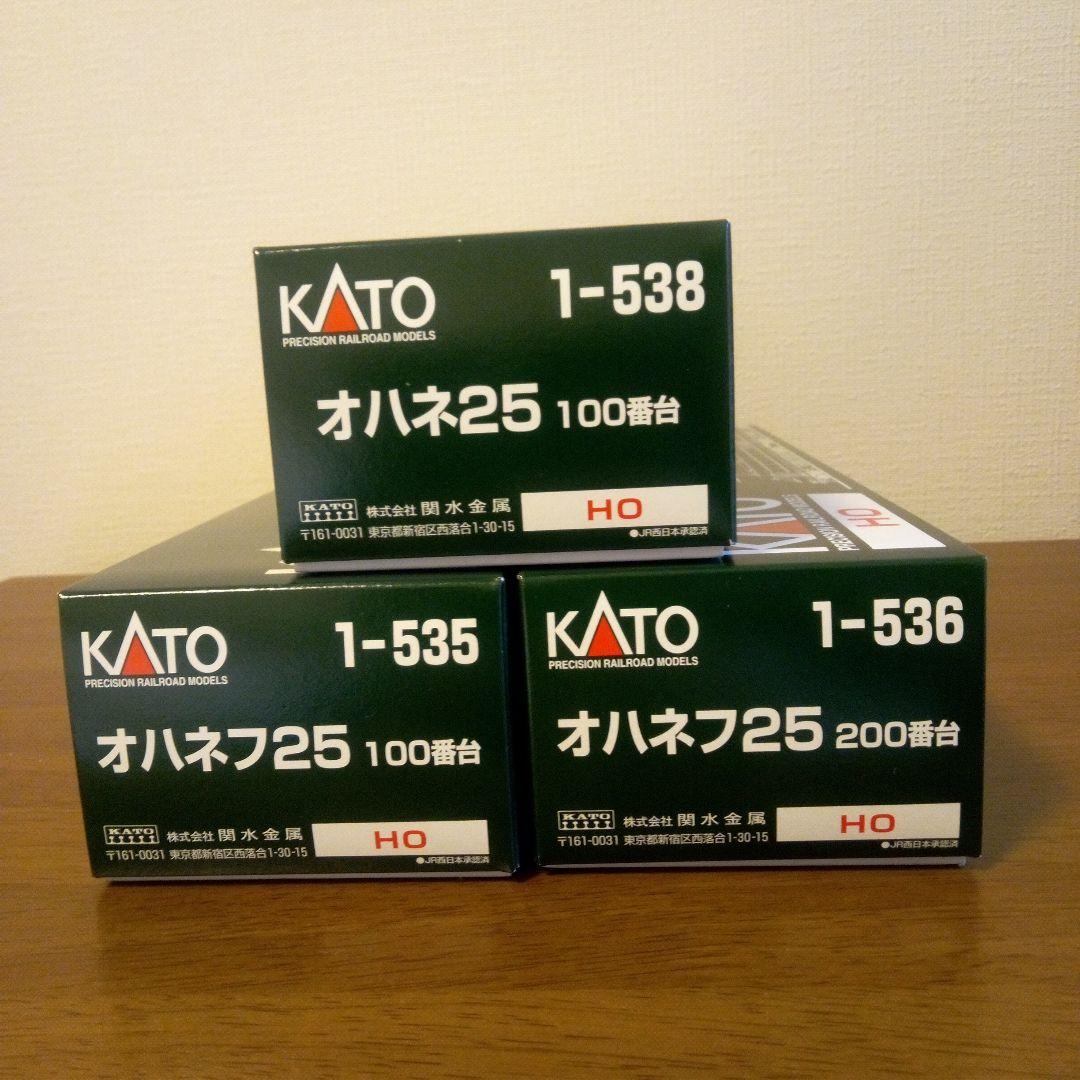 KATO 1-538
PRECISION RAILROAD MODELS
オハネ25 100番台
KATO 株式会社 関水金属 HO
〒161-0031 東京都新宿区西落合1-30-15 ●JR西日本承認済
KATO
PRECISION RAILROAD MODELS
HO
KATO 1-535
PRECISION RAILROAD MODELS
オハネフ25 100番台
KATO 株式会社 関水金属 HO
〒161-0031 東京都新宿区西落合1-30-15 ●JR西日本承認済
KATO 1-536
PRECISION RAILROAD MODELS
オハネフ25 200番台
KATO 株式会社 関水金属 HO
〒161-0031 東京都新宿区西落合1-30-15 ●JR西日本承認済